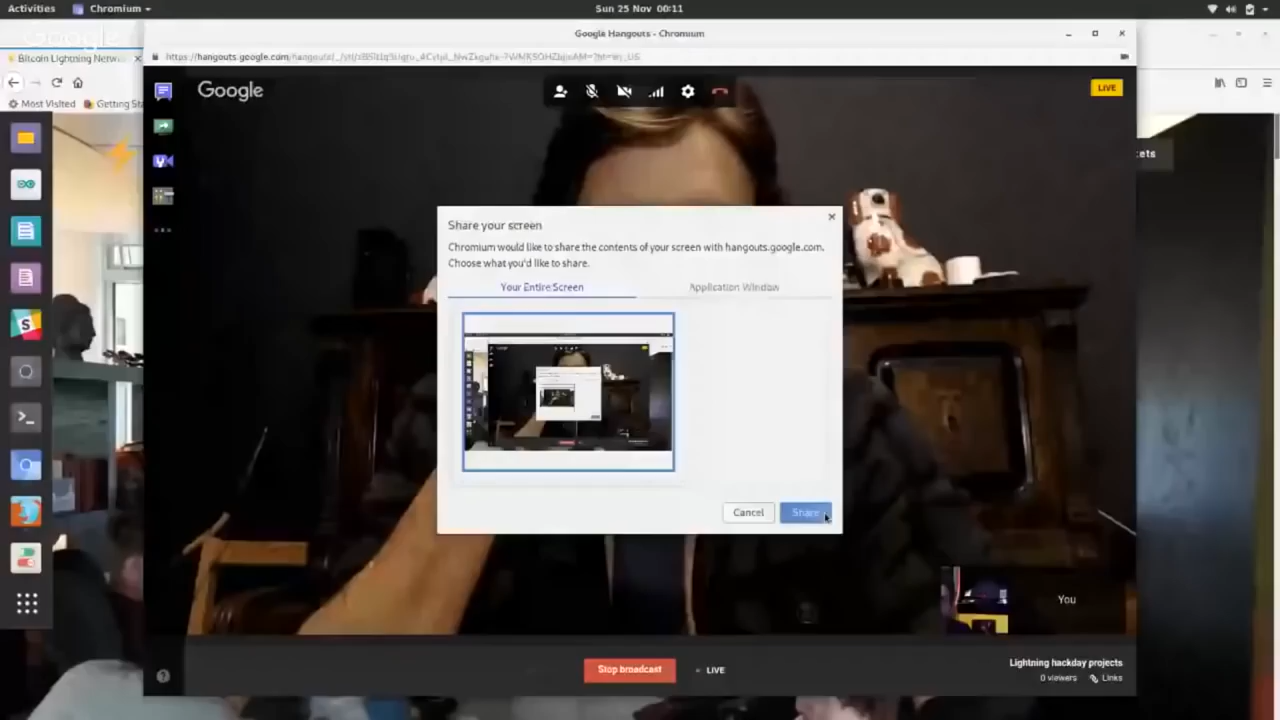 Activities
Chromium
Sun 25 Nov 00:11
Google Hangouts - Chromium
Bitcoin Lightning Netw
Most Visited
Getting Sta
Google
LIVE
Share your screen
Chromium would like to share the contents of your screen with hangouts.google.com.
Choose what you'd like to share.
Your Entire Screen
Application Window
Cancel
Share
You
Stop broadcast
LIVE
Lightning hackday projects
0 viewers
Links